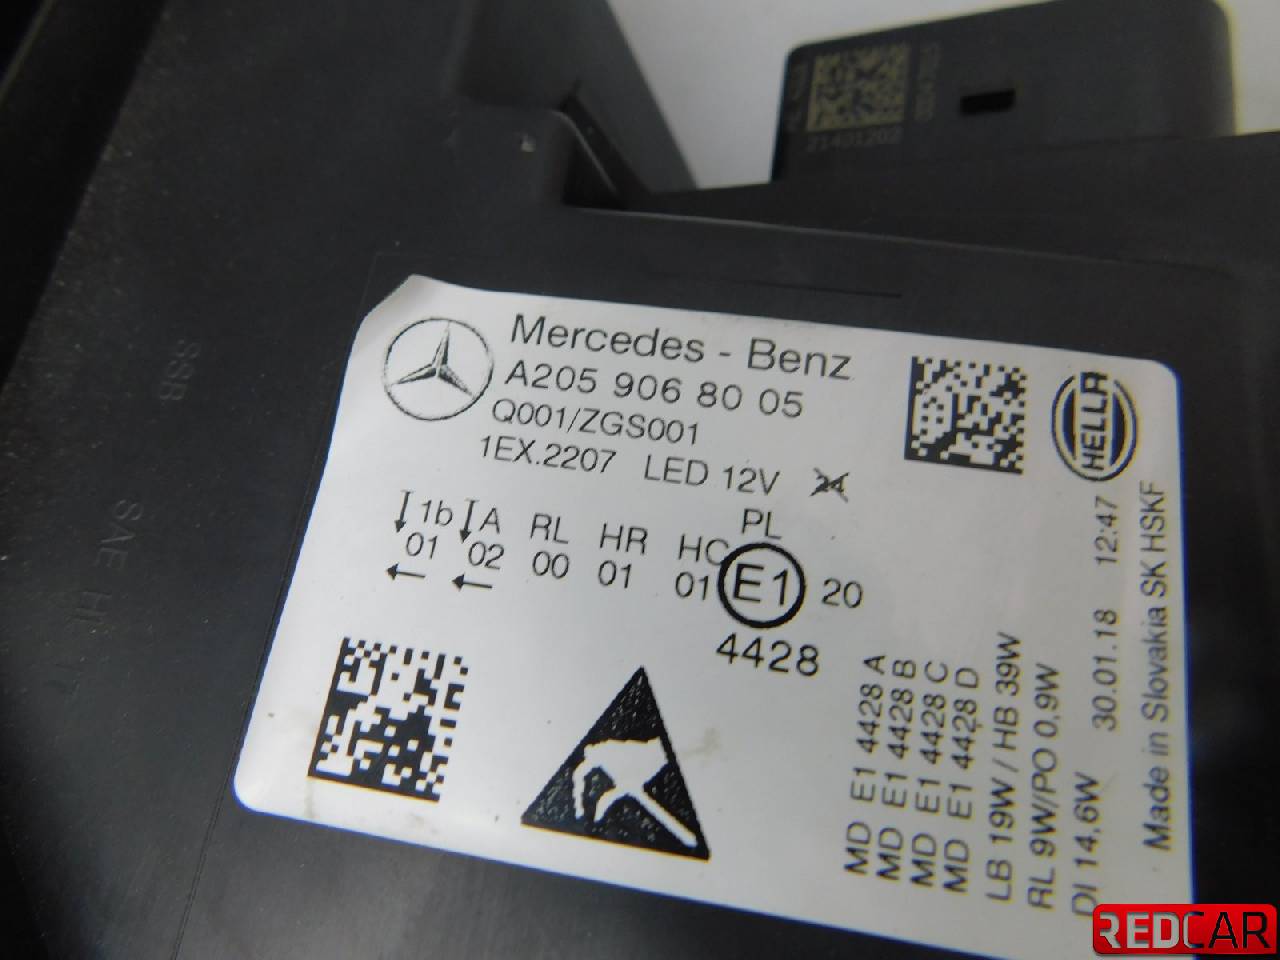 21401202
SSB
SAE HL 17
Mercedes - Benz
A205 906 80 05
Q001/ZGS001
1EX.2207 LED 12V 24
HELLA
1b A RL HR HC PL
01 02 00 01 01 E1 20
4428
MD E1 4428 A
MD E1 4428 B
MD E1 4428 C
MD E1 4428 D
LB 19W / HB 39W
RL 9W/PO 0,9W
DI 14,6W 30.01.18 12:47
Made in Slovakia SK HSKF
REDCAR